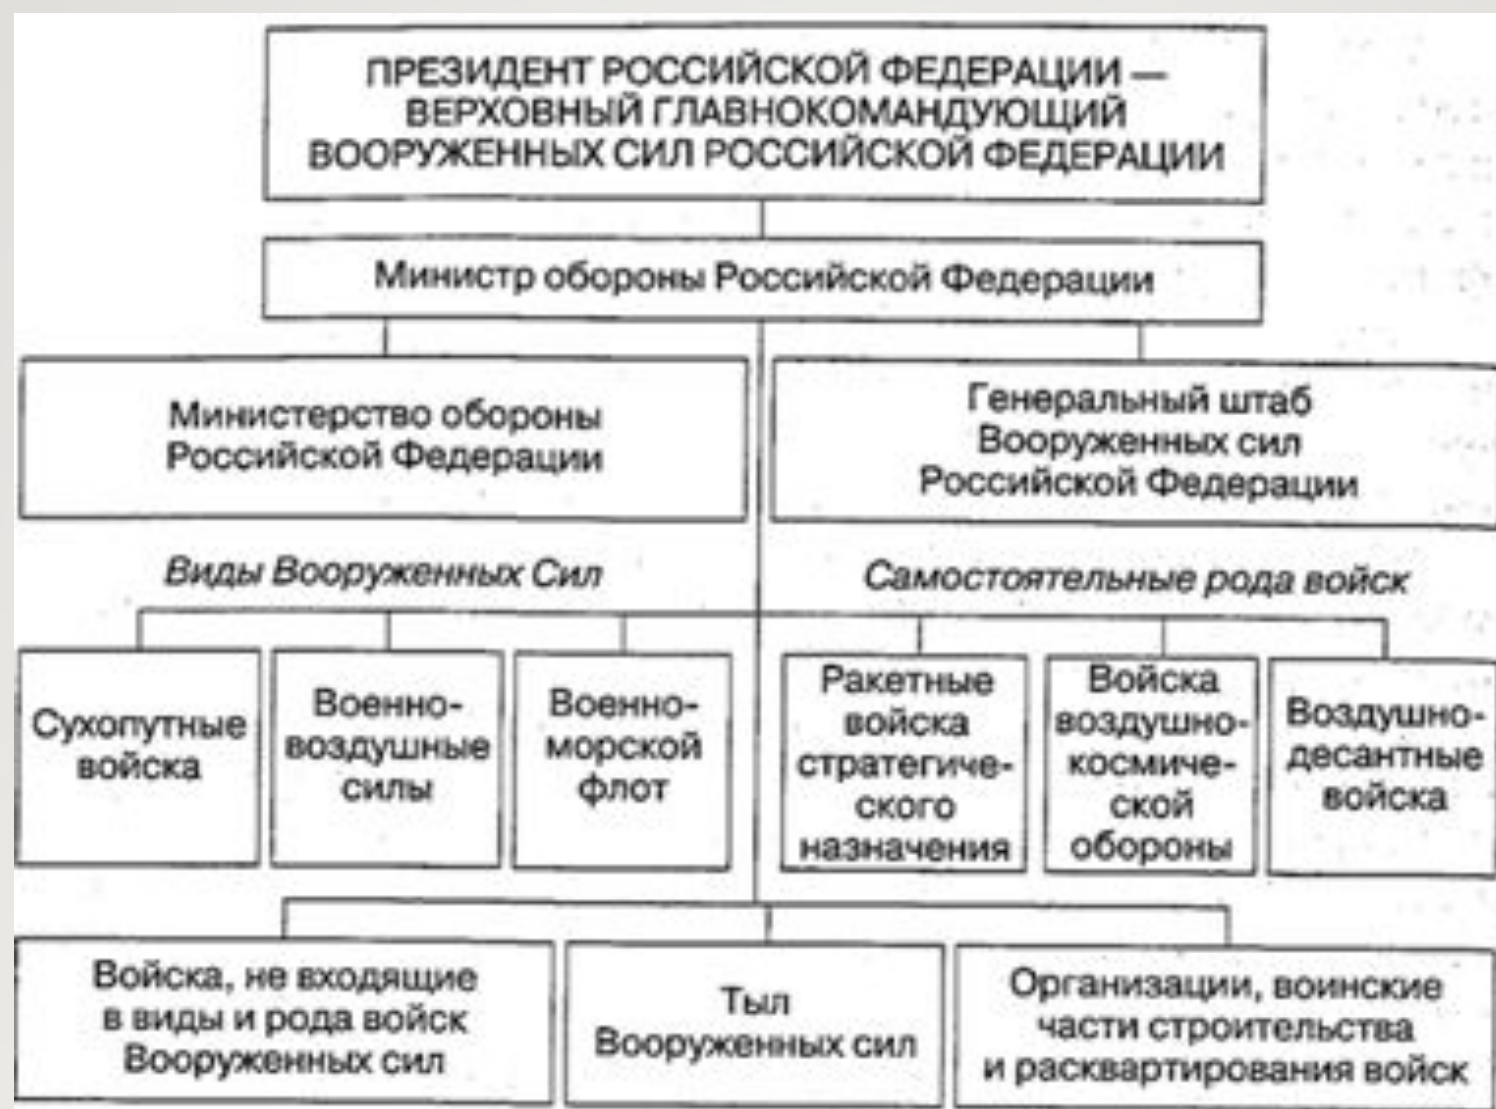 ПРЕЗИДЕНТ РОССИЙСКОЙ ФЕДЕРАЦИИ —
ВЕРХОВНЫЙ ГЛАВНОКОМАНДУЮЩИЙ
ВООРУЖЕННЫХ СИЛ РОССИЙСКОЙ ФЕДЕРАЦИИ
Министр обороны Российской Федерации
Министерство обороны
Российской Федерации
Генеральный штаб
Вооруженных сил
Российской Федерации
Виды Вооруженных Сил
Самостоятельные рода войск
Сухопутные
войска
Военно-
воздушные
силы
Военно-
морской
флот
Ракетные
войска
стратегиче-
ского
назначения
Войска
воздушно-
космиче-
ской
обороны
Воздушно-
десантные
войска
Войска, не входящие
в виды и рода войск
Вооруженных сил
Тыл
Вооруженных сил
Организации, воинские
части строительства
и расквартирования войск